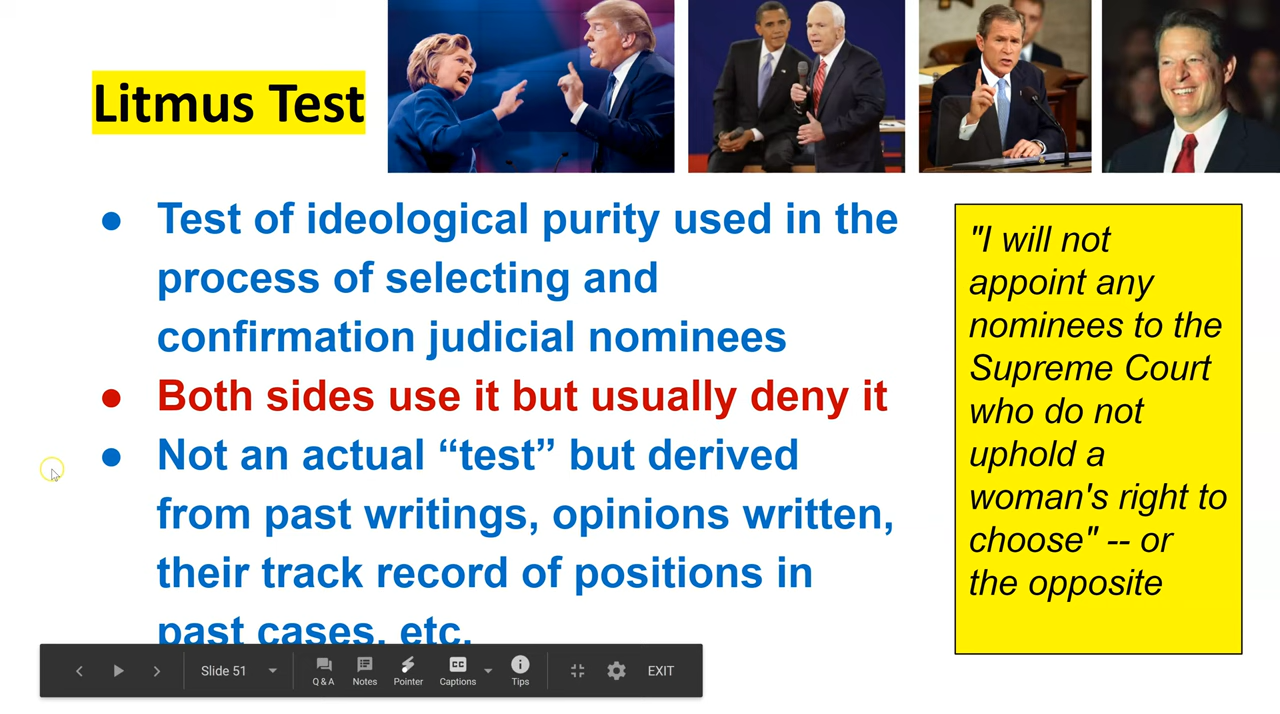 Litmus Test
● Test of ideological purity used in the
process of selecting and
confirmation judicial nominees
● Both sides use it but usually deny it
● Not an actual “test” but derived
from past writings, opinions written,
their track record of positions in
past cases, etc.
"I will not
appoint any
nominees to the
Supreme Court
who do not
uphold a
woman's right to
choose" -- or
the opposite
Slide 51
Q & A
Notes
Pointer
CC
Captions
Tips
EXIT